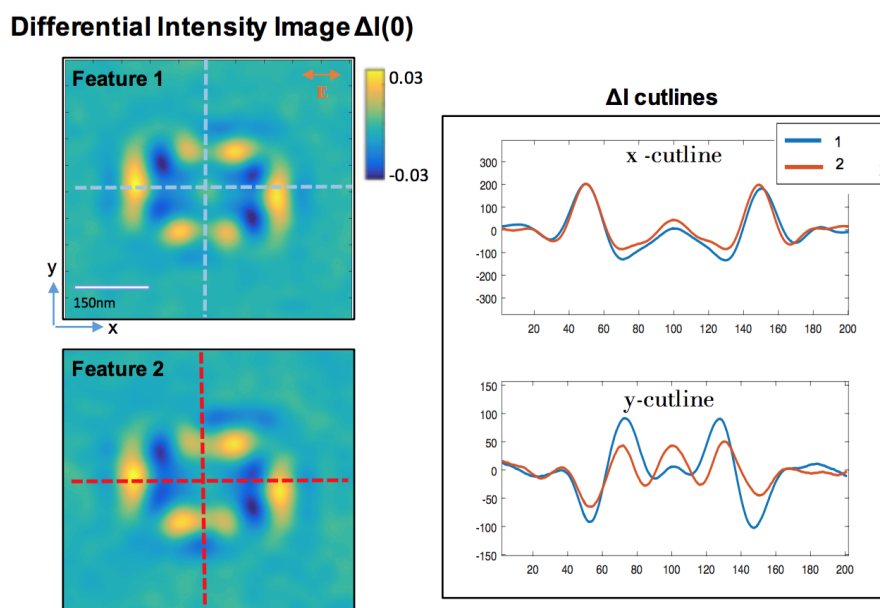 Differential Intensity Image ΔI(0)
Feature 1
E
0.03
-0.03
y
150nm
x
Feature 2
ΔI cutlines
1
2
x -cutline
300
200
100
0
-100
-200
-300
20 40 60 80 100 120 140 160 180 200
y-cutline
150
100
50
0
-50
-100
-150
20 40 60 80 100 120 140 160 180 200